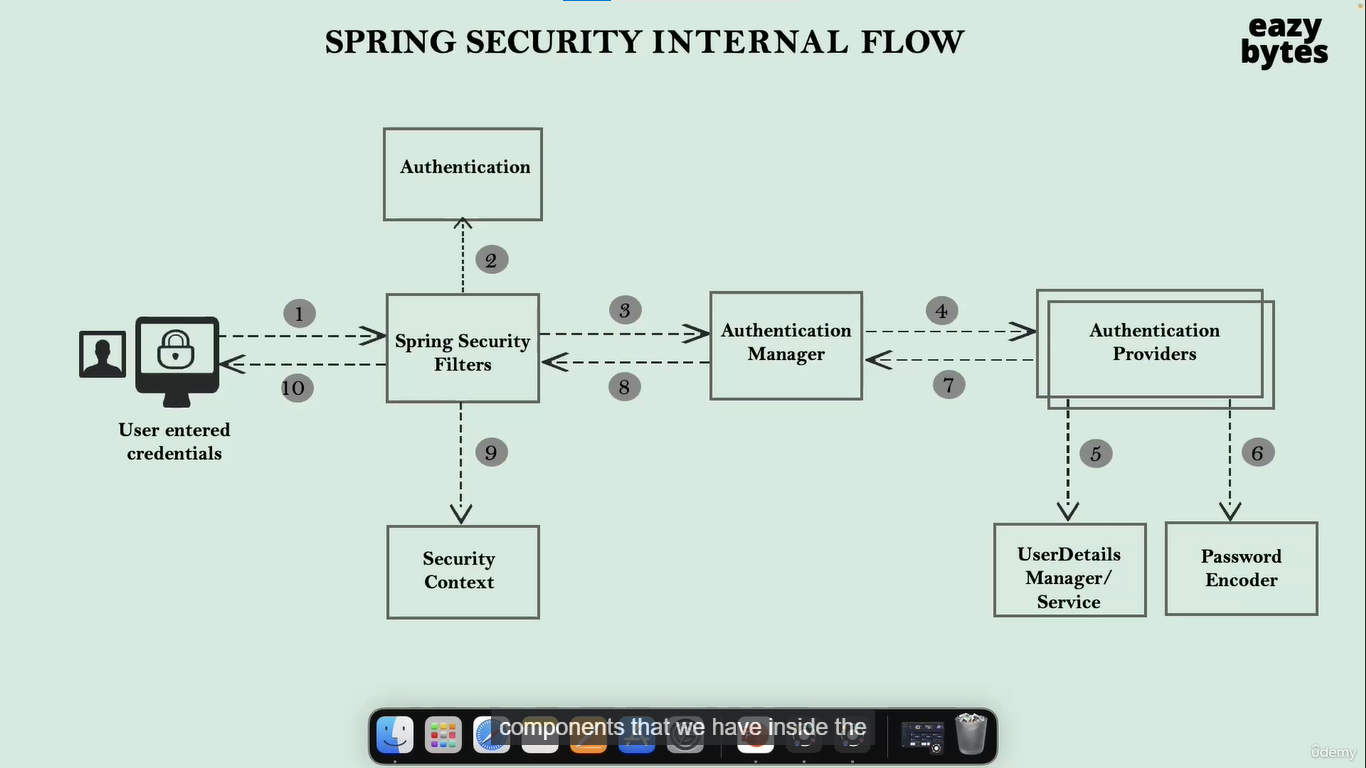 SPRING SECURITY INTERNAL FLOW
eazy
bytes
Authentication
2
1
3
4
Spring Security
Filters
Authentication
Manager
Authentication
Providers
10
8
7
User entered
credentials
9
5
6
Security
Context
UserDetails
Manager/
Service
Password
Encoder
components that we have inside the
ûdemy